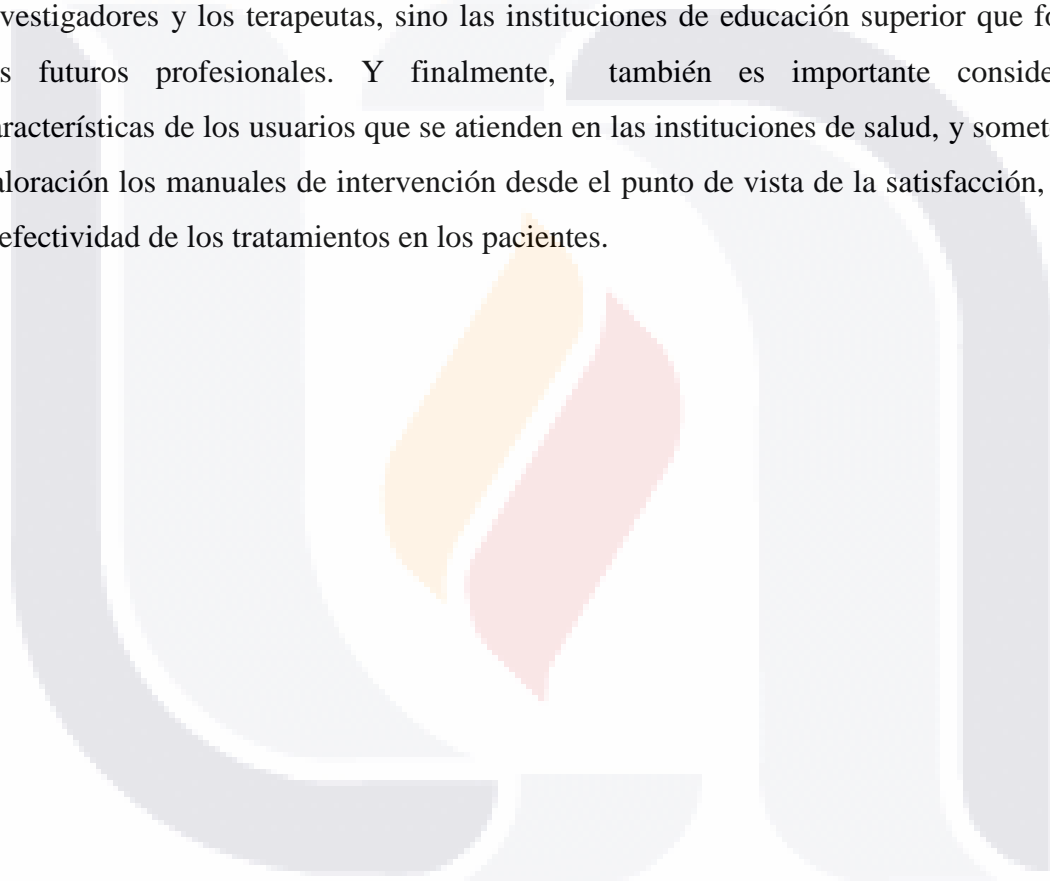 vestigadores y los terapeutas, sino las instituciones de educación superior que fo
s futuros profesionales. Y finalmente, también es importante conside
racterísticas de los usuarios que se atienden en las instituciones de salud, y somet
aloración los manuales de intervención desde el punto de vista de la satisfacción,
efectividad de los tratamientos en los pacientes.